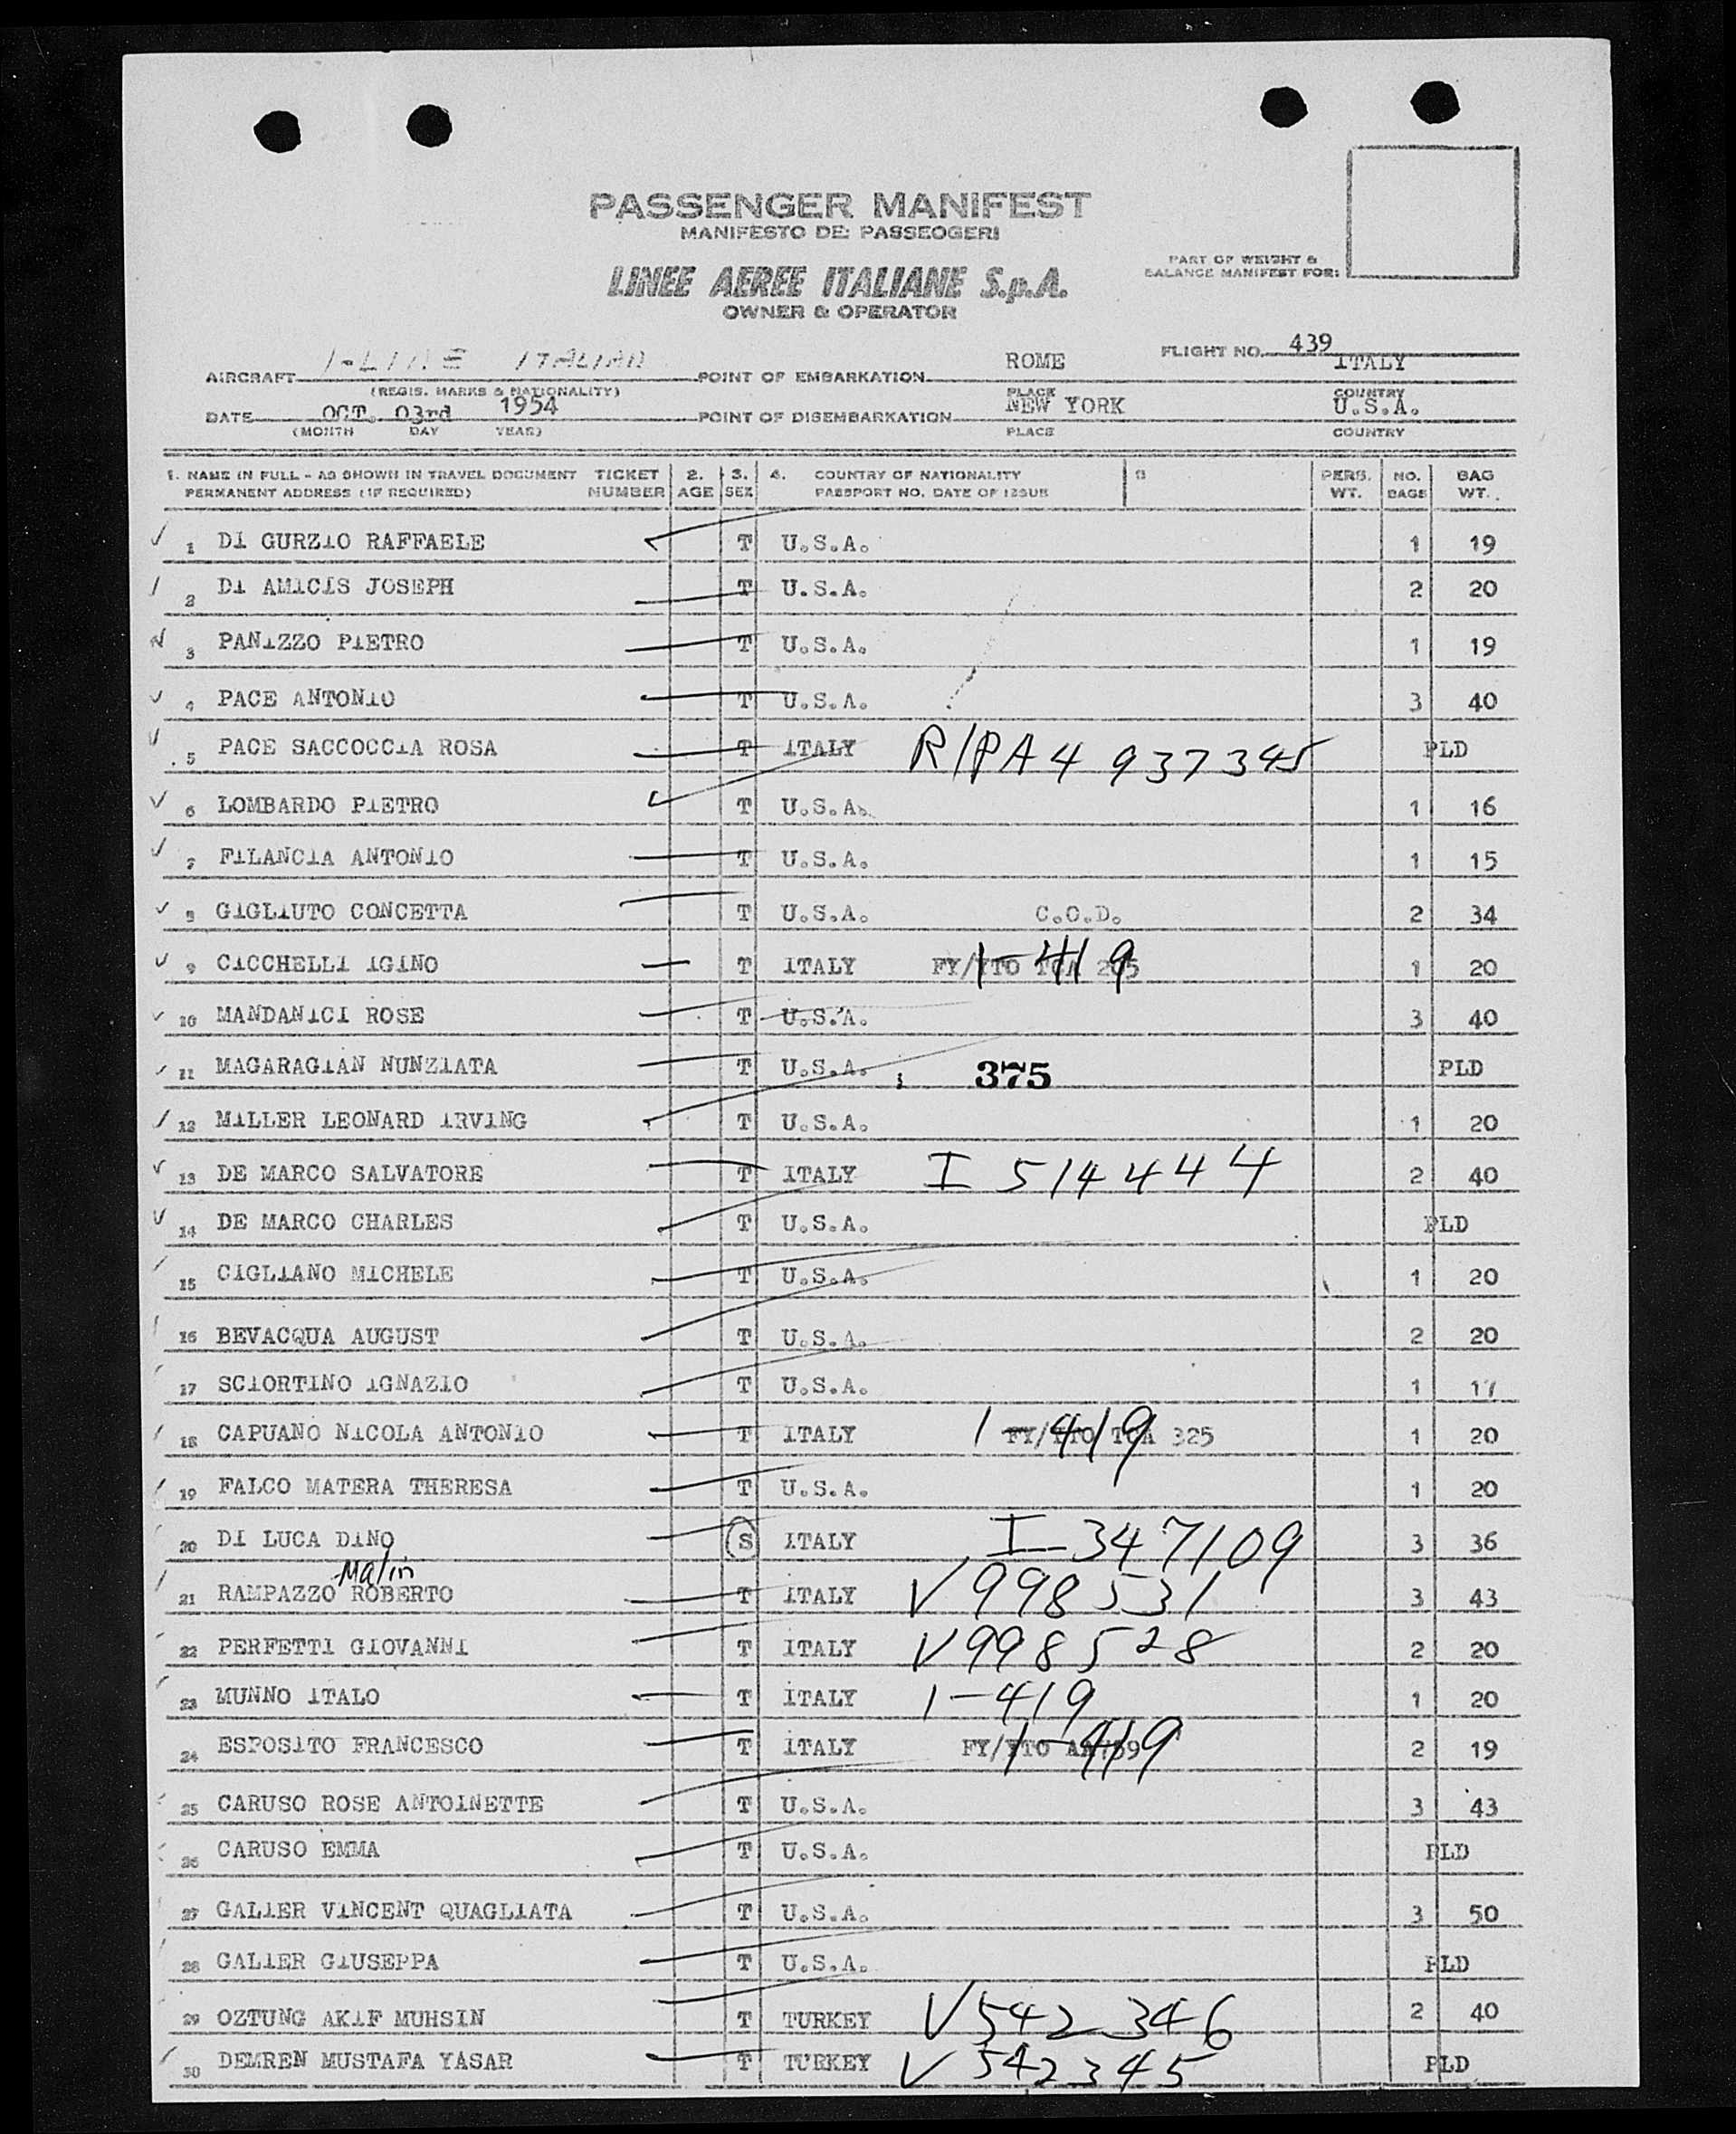 PASSENGER MANIFEST
MANIFESTO DEI PASSEGGERI
PART OF WEIGHT &
BALANCE MANIFEST FOR:
LINEE AEREE ITALIANE S.p.A.
OWNER & OPERATOR
FLIGHT NO. 439
AIRCRAFT I-LINE ITALIAN POINT OF EMBARKATION ROME ITALY
(REGIS. MARKS & NATIONALITY) PLACE COUNTRY
DATE OCT. 03rd 1954 POINT OF DISEMBARKATION NEW YORK U.S.A.
(MONTH DAY YEAR) PLACE COUNTRY
1. NAME IN FULL - AS SHOWN IN TRAVEL DOCUMENT TICKET 2. 3. 4. COUNTRY OF NATIONALITY PERS. NO. BAG
PERMANENT ADDRESS (IF REQUIRED) NUMBER AGE SEX PASSPORT NO. DATE OF ISSUE WT. BAGS WT.
1 DI GURZIO RAFFAELE T U.S.A. 1 19
2 DI AMICIS JOSEPH T U.S.A. 2 20
3 PANIZZO PIETRO T U.S.A. 1 19
4 PACE ANTONIO T U.S.A. 3 40
5 PACE SACCOCCIA ROSA T ITALY R/PA4 937345 PLD
6 LOMBARDO PIETRO T U.S.A. 1 16
7 FILANCIA ANTONIO T U.S.A. 1 15
8 GIGLIUTO CONCETTA T U.S.A. C.O.D. 2 34
9 CICCHELLI IGINO T ITALY FY/YTO TCA 205 1-419 1 20
10 MANDANICI ROSE T U.S.A. 3 40
11 MAGARAGIAN NUNZIATA T U.S.A. 375 PLD
12 MILLER LEONARD IRVING T U.S.A. 1 20
13 DE MARCO SALVATORE T ITALY I 514444 2 40
14 DE MARCO CHARLES T U.S.A. PLD
15 CIGLIANO MICHELE T U.S.A. 1 20
16 BEVACQUA AUGUST T U.S.A. 2 20
17 SCIORTINO IGNAZIO T U.S.A. 1 17
18 CAPUANO NICOLA ANTONIO T ITALY FY/YTO TCA 325 1-419 1 20
19 FALCO MATERA THERESA T U.S.A. 1 20
20 DI LUCA DINO S ITALY I-347109 3 36
Malin
21 RAMPAZZO ROBERTO T ITALY V998531 3 43
22 PERFETTI GIOVANNI T ITALY V998528 2 20
23 MUNNO ITALO T ITALY 1-419 1 20
24 ESPOSITO FRANCESCO T ITALY FY/YTO 1-419 2 19
25 CARUSO ROSE ANTOINETTE T U.S.A. 3 43
26 CARUSO EMMA T U.S.A. PLD
27 GALIER VINCENT QUAGLIATA T U.S.A. 3 50
28 GALIER GIUSEPPA T U.S.A. PLD
29 OZTUNG AKIF MUHSIN T TURKEY V542346 2 40
30 DEMREN MUSTAFA YASAR T TURKEY V542345 PLD